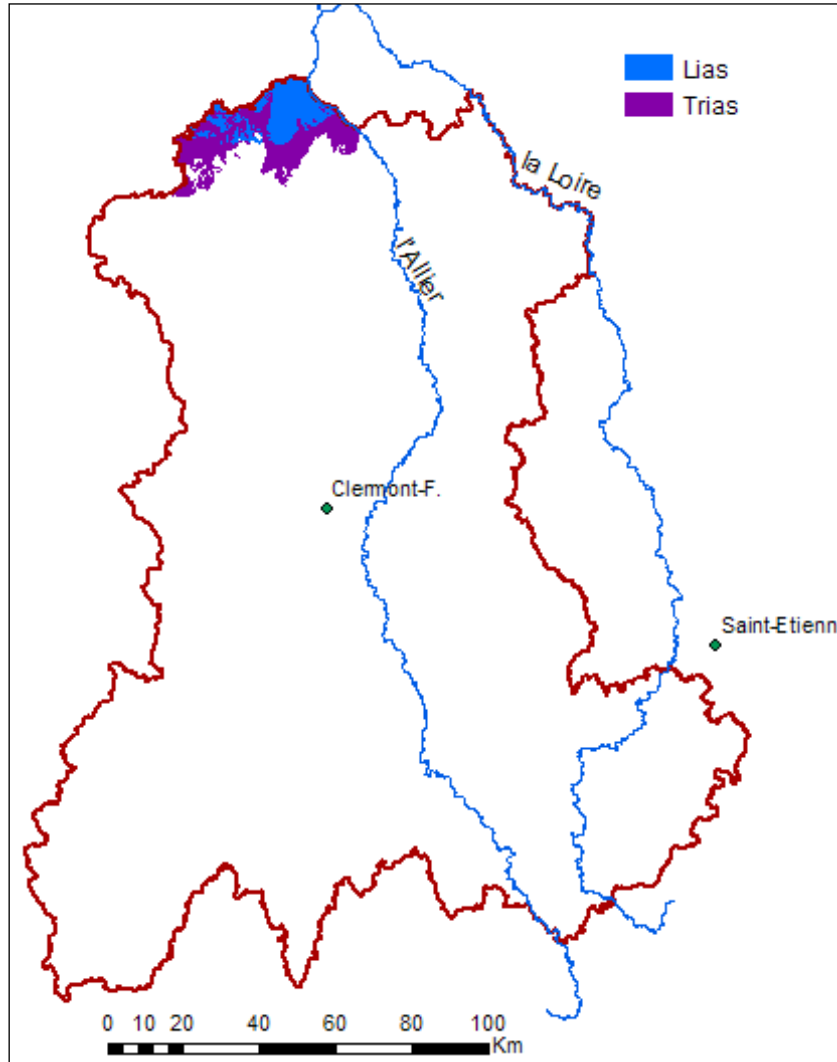 Lias
Trias
la Loire
l'Allier
Clermont-F.
Saint-Etienn
0 10 20 40 60 80 100
Km